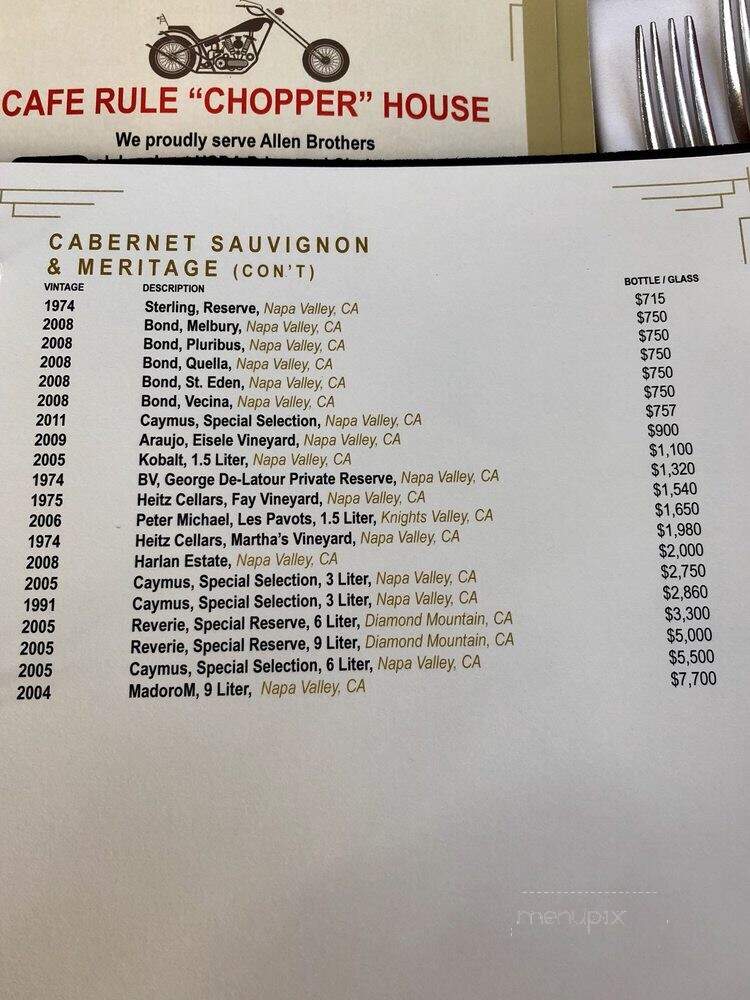 CAFE RULE “CHOPPER” HOUSE
We proudly serve Allen Brothers
CABERNET SAUVIGNON
& MERITAGE (CON'T)
VINTAGE DESCRIPTION BOTTLE / GLASS
1974 Sterling, Reserve, Napa Valley, CA $715
2008 Bond, Melbury, Napa Valley, CA $750
2008 Bond, Pluribus, Napa Valley, CA $750
2008 Bond, Quella, Napa Valley, CA $750
2008 Bond, St. Eden, Napa Valley, CA $750
2008 Bond, Vecina, Napa Valley, CA $750
2011 Caymus, Special Selection, Napa Valley, CA $757
2009 Araujo, Eisele Vineyard, Napa Valley, CA $900
2005 Kobalt, 1.5 Liter, Napa Valley, CA $1,100
1974 BV, George De-Latour Private Reserve, Napa Valley, CA $1,320
1975 Heitz Cellars, Fay Vineyard, Napa Valley, CA $1,540
2006 Peter Michael, Les Pavots, 1.5 Liter, Knights Valley, CA $1,650
1974 Heitz Cellars, Martha's Vineyard, Napa Valley, CA $1,980
2008 Harlan Estate, Napa Valley, CA $2,000
2005 Caymus, Special Selection, 3 Liter, Napa Valley, CA $2,750
1991 Caymus, Special Selection, 3 Liter, Napa Valley, CA $2,860
2005 Reverie, Special Reserve, 6 Liter, Diamond Mountain, CA $3,300
2005 Reverie, Special Reserve, 9 Liter, Diamond Mountain, CA $5,000
2005 Caymus, Special Selection, 6 Liter, Napa Valley, CA $5,500
2004 MadoroM, 9 Liter, Napa Valley, CA $7,700
menupix